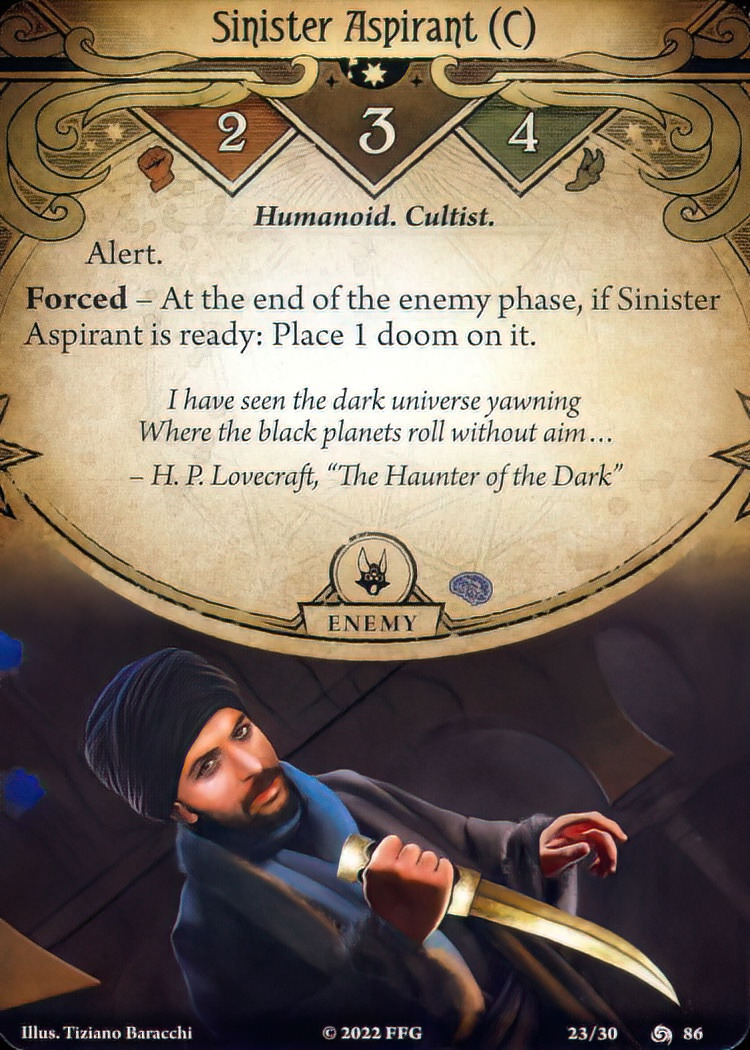 Sinister Aspirant (C)
2 3 4
Humanoid. Cultist.
Alert.
Forced – At the end of the enemy phase, if Sinister
Aspirant is ready: Place 1 doom on it.
I have seen the dark universe yawning
Where the black planets roll without aim…
– H. P. Lovecraft, “The Haunter of the Dark”
ENEMY
Illus. Tiziano Baracchi © 2022 FFG 23/30 86